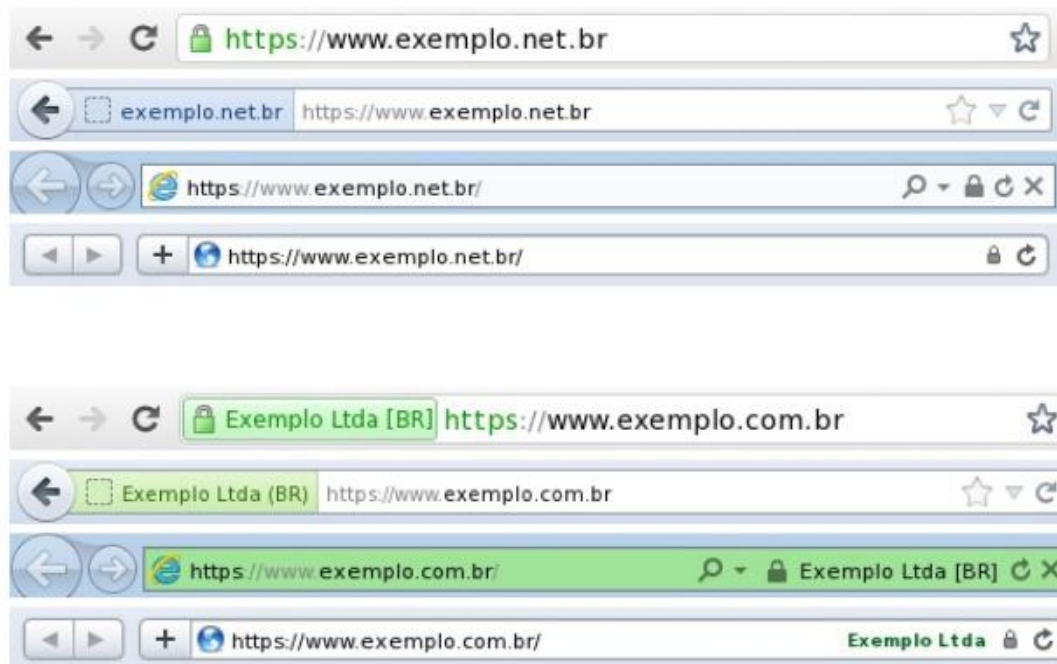 https://www.exemplo.net.br
exemplo.net.br https://www.exemplo.net.br
https://www.exemplo.net.br/
https://www.exemplo.net.br/
Exemplo Ltda [BR] https://www.exemplo.com.br
Exemplo Ltda (BR) https://www.exemplo.com.br
https://www.exemplo.com.br/ Exemplo Ltda [BR]
https://www.exemplo.com.br/ Exemplo Ltda